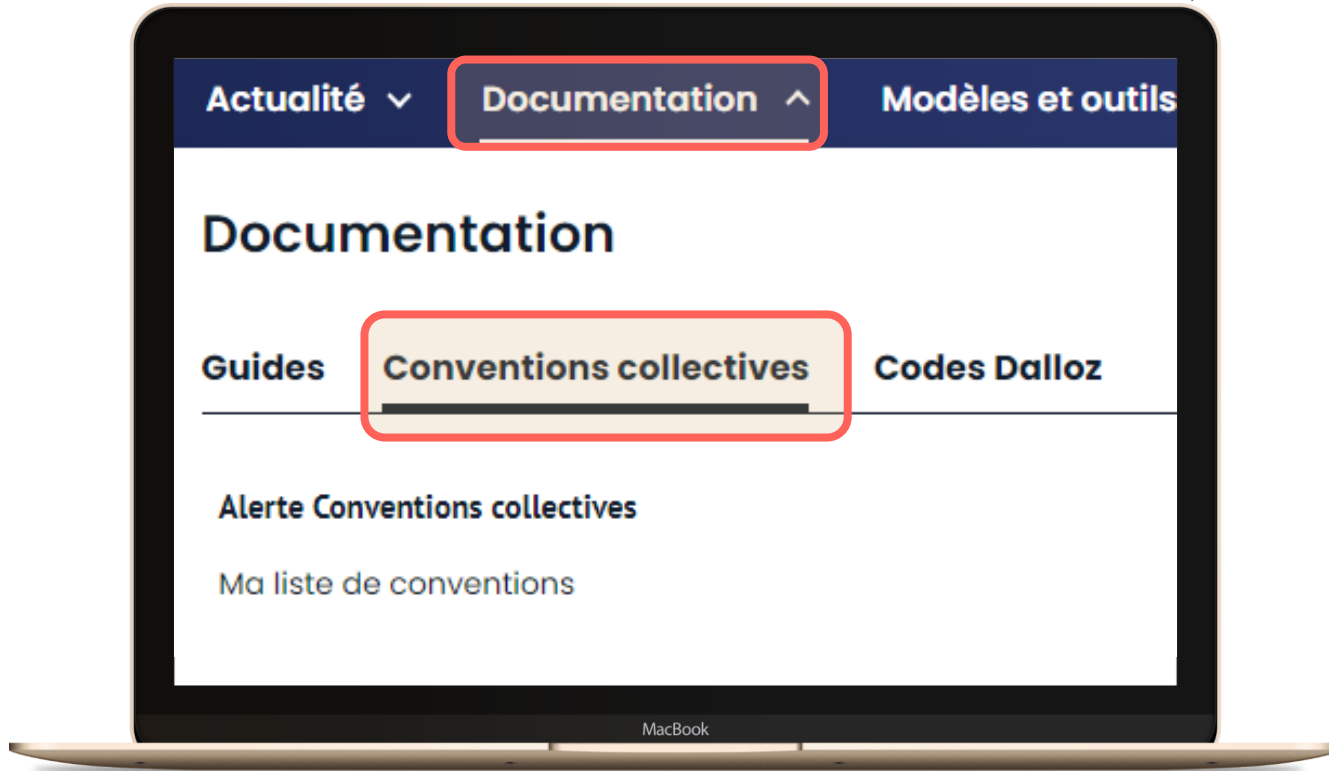 Actualité Documentation Modèles et outils
Documentation
Guides Conventions collectives Codes Dalloz
Alerte Conventions collectives
Ma liste de conventions
MacBook